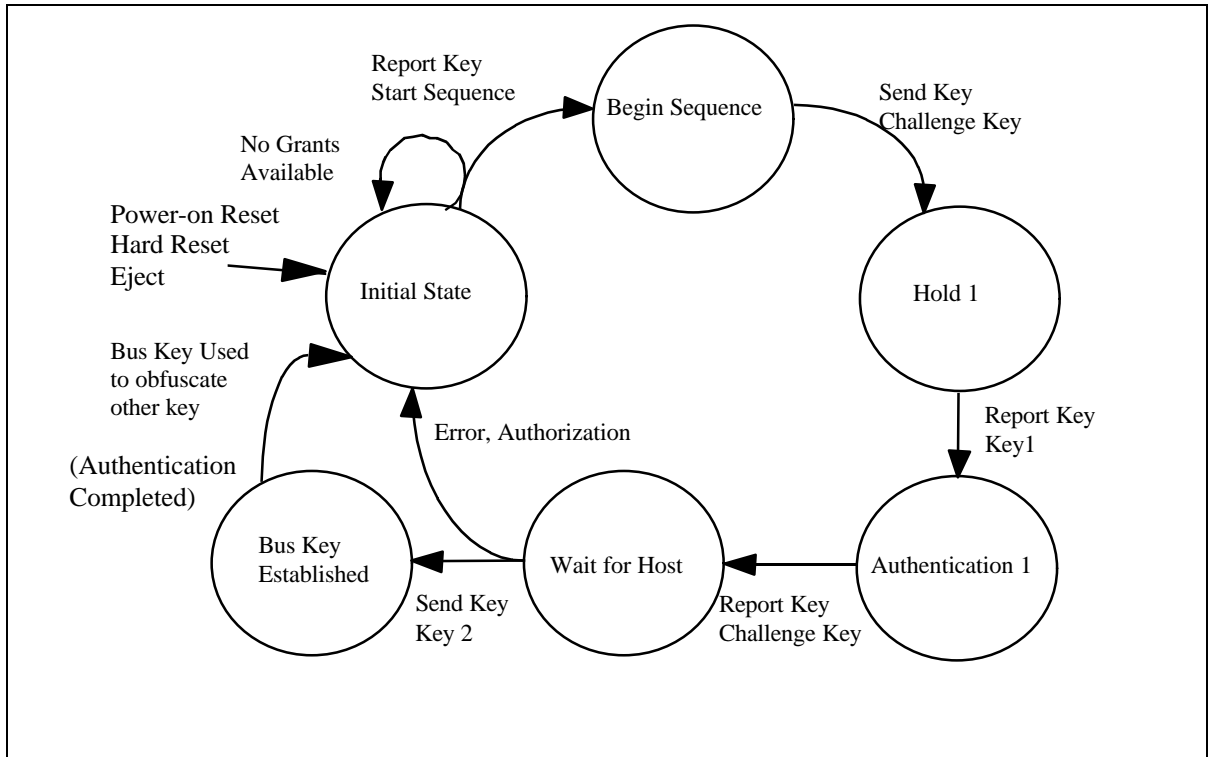 Report Key
Start Sequence
Begin Sequence
Send Key
Challenge Key
No Grants
Available
Power-on Reset
Hard Reset
Eject
Initial State
Hold 1
Bus Key Used
to obfuscate
other key
Error, Authorization
Report Key
Key1
(Authentication
Completed)
Bus Key
Established
Wait for Host
Authentication 1
Send Key
Key 2
Report Key
Challenge Key